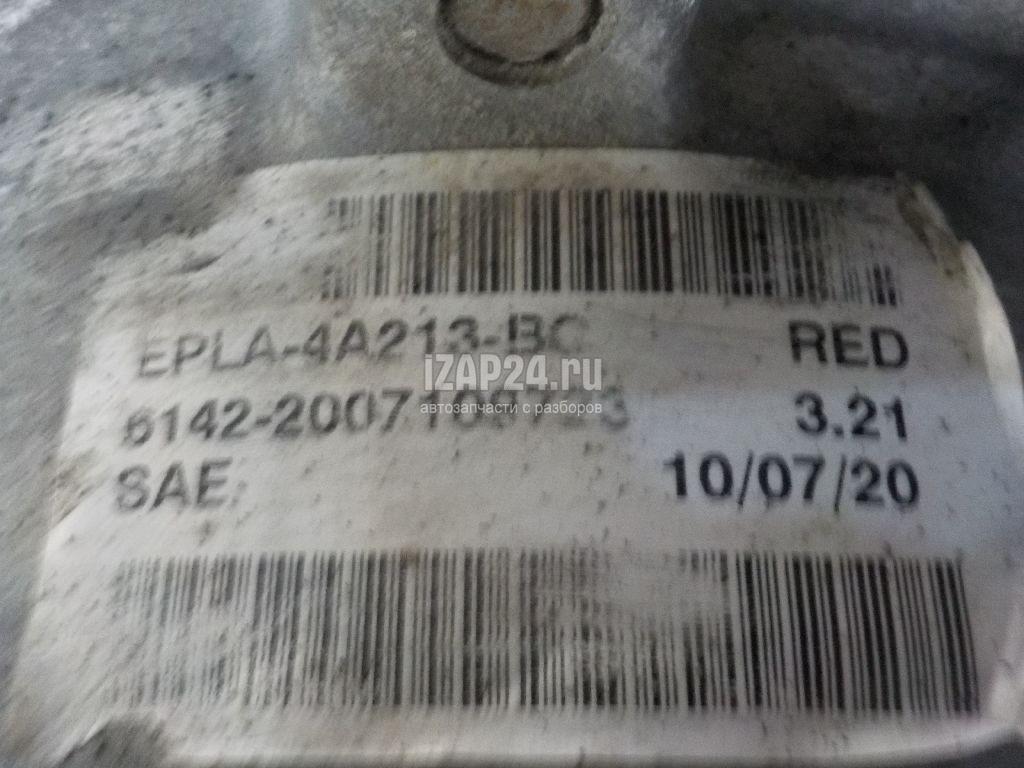 EPLA-4A213-BC RED
iZAP24.ru
автозапчасти с разборов
3.21
SAE 10/07/20